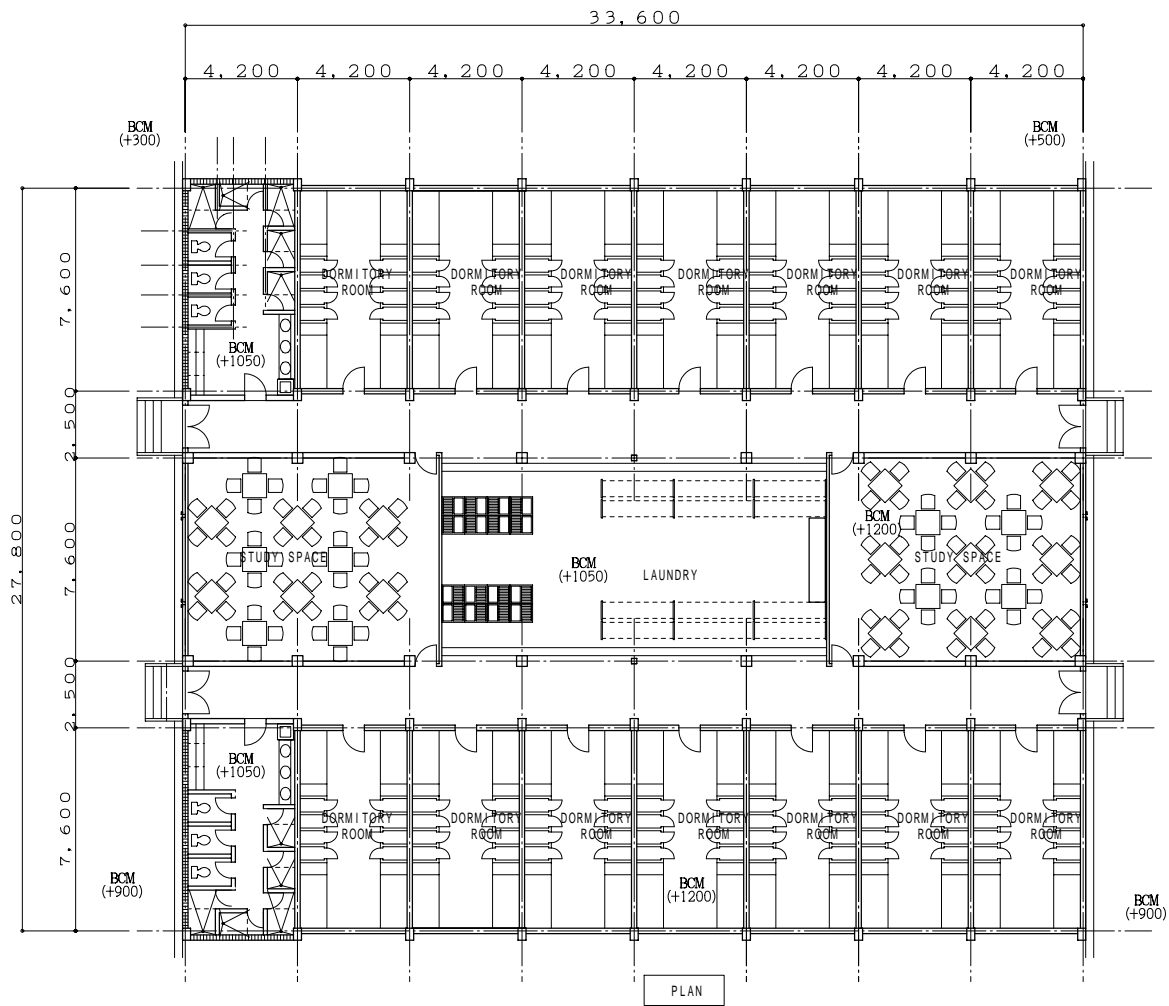 33,600
4,200 4,200 4,200 4,200 4,200 4,200 4,200 4,200
BCM
(+300)
BCM
(+500)
27,800
7,600
2,500
7,600
2,500
7,600
DORMITORY
ROOM
DORMITORY
ROOM
DORMITORY
ROOM
DORMITORY
ROOM
DORMITORY
ROOM
DORMITORY
ROOM
DORMITORY
ROOM
BCM
(+1050)
STUDY SPACE
BCM
(+1050)
LAUNDRY
BCM
(+1200)
STUDY SPACE
BCM
(+1050)
DORMITORY
ROOM
DORMITORY
ROOM
DORMITORY
ROOM
DORMITORY
ROOM
DORMITORY
ROOM
DORMITORY
ROOM
DORMITORY
ROOM
BCM
(+900)
BCM
(+1200)
BCM
(+900)
PLAN